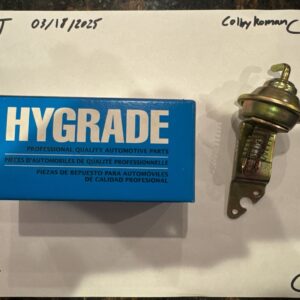 03/18/2025
Colby Roman
HYGRADE
PROFESSIONAL QUALITY AUTOMOTIVE PARTS
PIÈCES D'AUTOMOBILES DE QUALITÉ PROFESSIONNELLE
PIEZAS DE REPUESTO PARA AUTOMÓVILES
DE CALIDAD PROFESIONAL